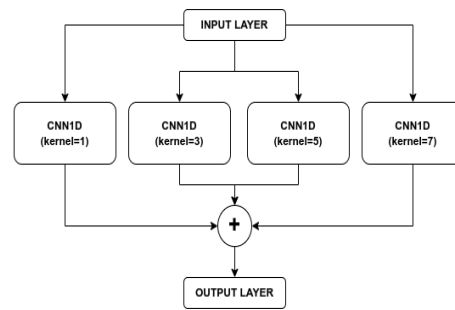 INPUT LAYER
CNN1D
(kernel=1)
CNN1D
(kernel=3)
CNN1D
(kernel=5)
CNN1D
(kernel=7)
+
OUTPUT LAYER